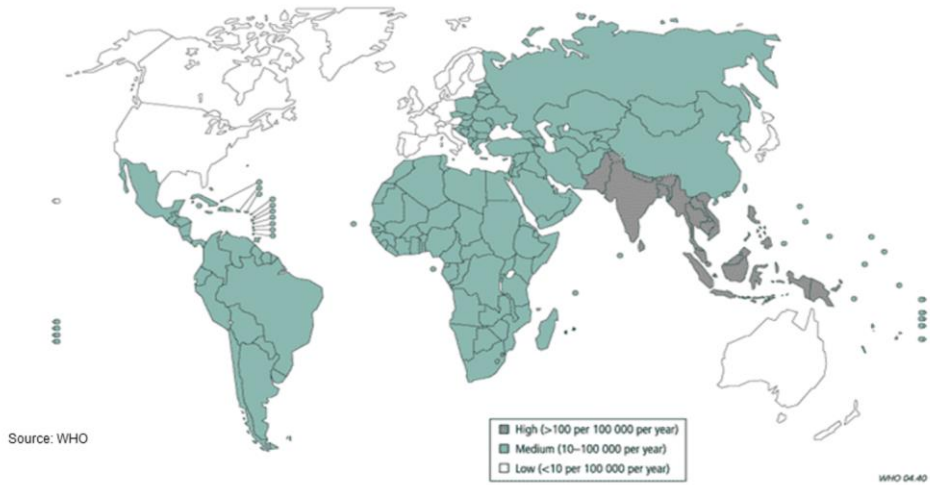 Source: WHO
High (>100 per 100 000 per year)
Medium (10–100 000 per year)
Low (<10 per 100 000 per year)
WHO 04.40